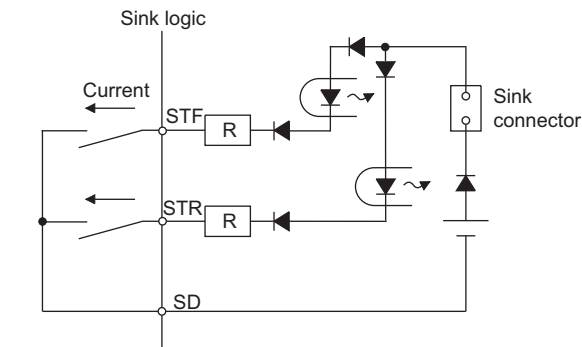 Sink logic
Current
STF
R
Sink
connector
STR
R
SD